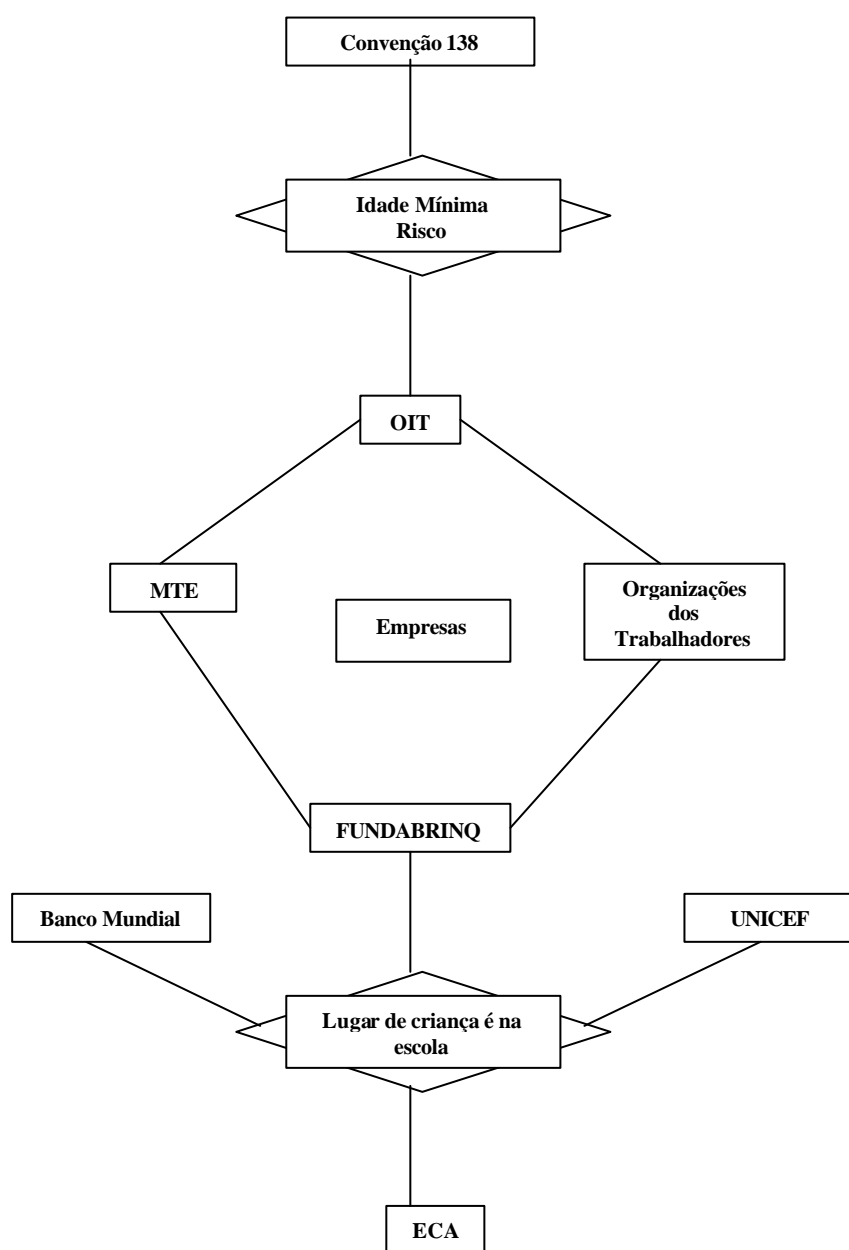 Convenção 138
Idade Mínima
Risco
OIT
MTE
Empresas
Organizações
dos
Trabalhadores
FUNDABRINQ
Banco Mundial
UNICEF
Lugar de criança é na
escola
ECA